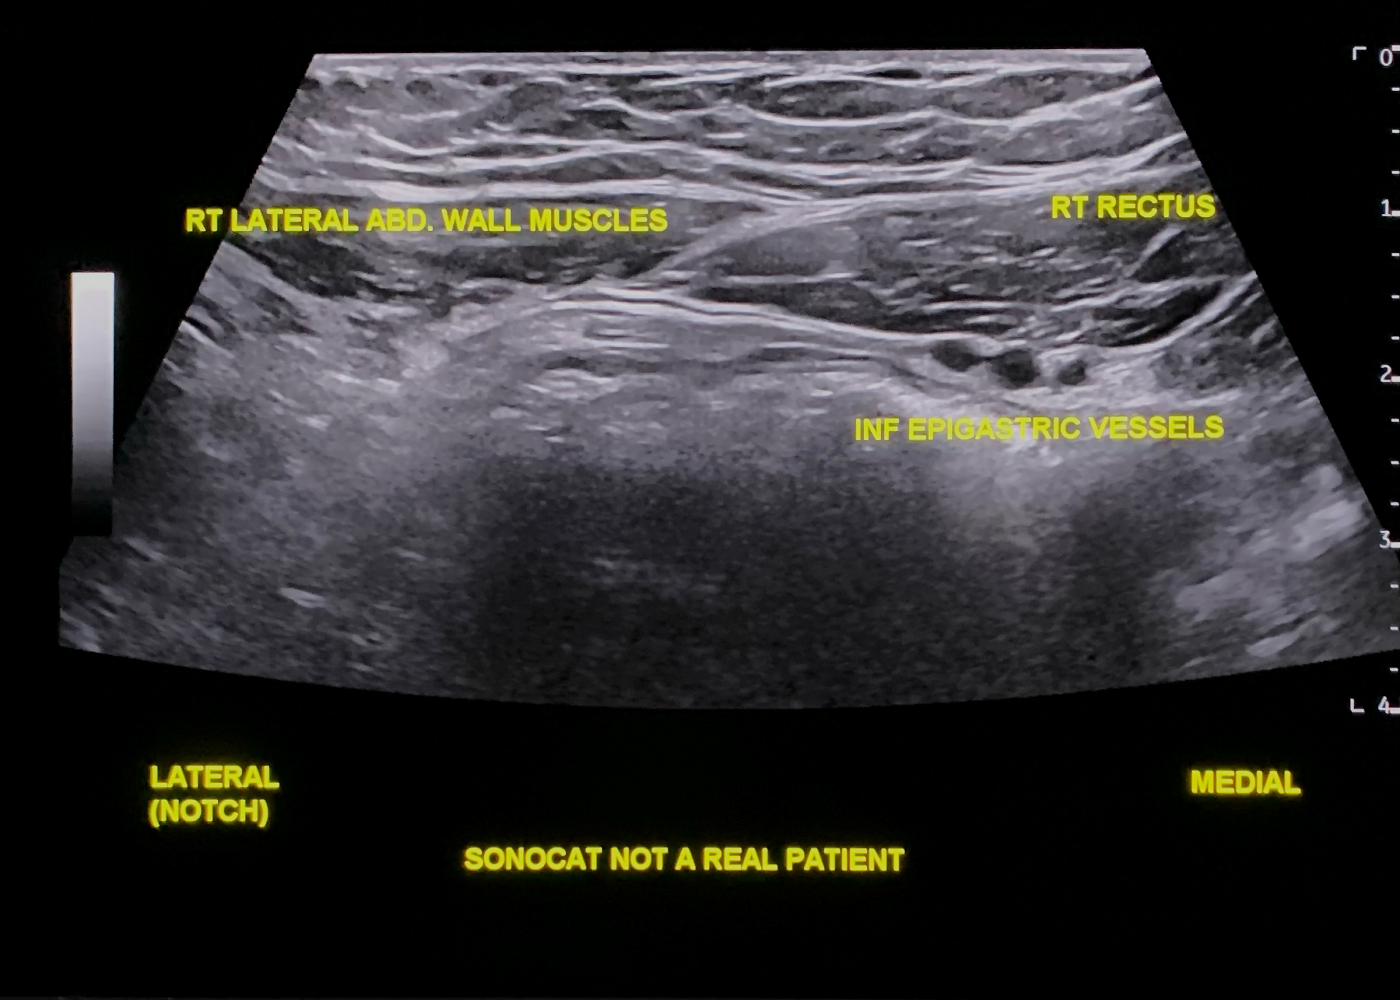 0
RT LATERAL ABD. WALL MUSCLES
RT RECTUS
1
2
INF EPIGASTRIC VESSELS
3
4
LATERAL
(NOTCH)
MEDIAL
SONOCAT NOT A REAL PATIENT